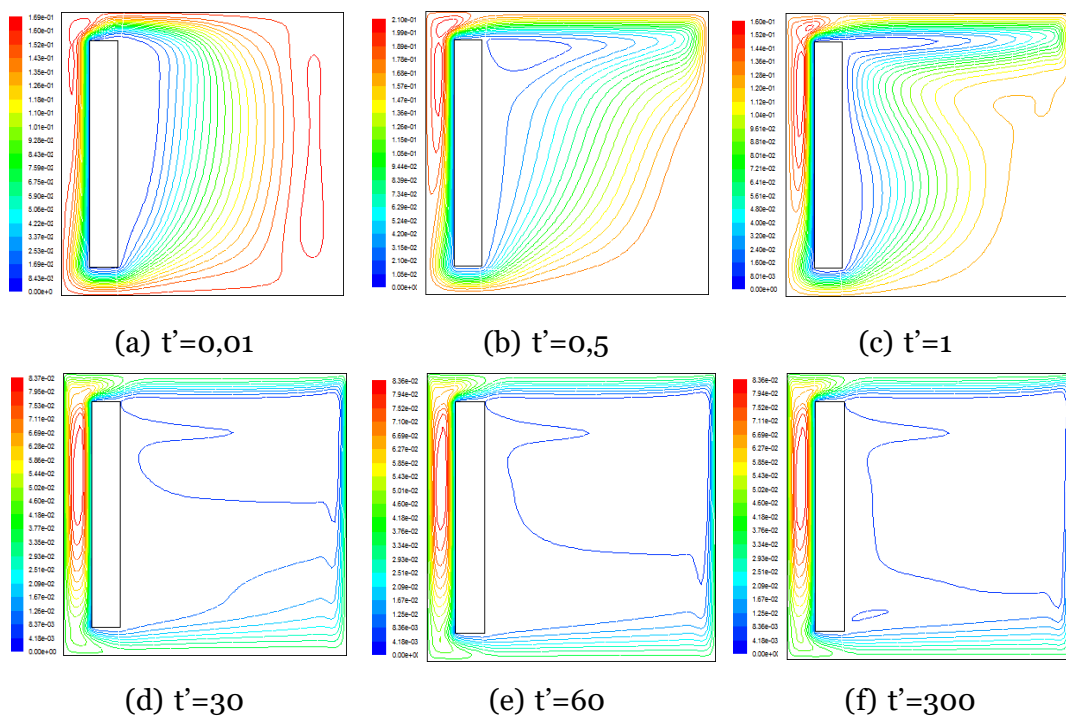 1.69e-01
1.60e-01
1.52e-01
1.43e-01
1.35e-01
1.26e-01
1.18e-01
1.10e-01
1.01e-01
9.28e-02
8.43e-02
7.59e-02
6.75e-02
5.90e-02
5.06e-02
4.22e-02
3.37e-02
2.53e-02
1.69e-02
8.43e-03
0.00e+0
(a) t’=0,01
2.10e-01
1.99e-01
1.89e-01
1.78e-01
1.68e-01
1.57e-01
1.47e-01
1.36e-01
1.26e-01
1.15e-01
1.05e-01
9.43e-02
8.39e-02
7.34e-02
6.29e-02
5.24e-02
4.19e-02
2.10e-02
1.05e-02
0.00e+0
(b) t’=0,5
1.60e-01
1.52e-01
1.44e-01
1.36e-01
1.28e-01
1.20e-01
1.12e-01
1.04e-01
9.61e-02
8.81e-02
8.01e-02
7.21e-02
6.41e-02
5.61e-02
4.80e-02
4.00e-02
3.20e-02
2.40e-02
1.60e-02
8.01e-03
0.00e+00
(c) t’=1
8.37e-02
7.95e-02
7.53e-02
7.11e-02
6.69e-02
6.28e-02
5.86e-02
5.44e-02
5.02e-02
4.60e-02
4.18e-02
3.77e-02
3.35e-02
2.93e-02
2.51e-02
2.09e-02
1.67e-02
1.25e-02
8.37e-03
4.18e-03
0.00e+00
(d) t’=30
8.36e-02
7.94e-02
7.52e-02
7.11e-02
6.69e-02
6.27e-02
5.85e-02
5.43e-02
5.02e-02
4.60e-02
4.18e-02
3.76e-02
3.34e-02
2.93e-02
2.51e-02
2.09e-02
1.67e-02
1.25e-02
8.36e-03
4.18e-03
0.00e+00
(e) t’=60
8.36e-02
7.94e-02
7.52e-02
7.11e-02
6.69e-02
6.27e-02
5.85e-02
5.43e-02
5.02e-02
4.60e-02
4.18e-02
3.76e-02
3.34e-02
2.93e-02
2.51e-02
2.09e-02
1.67e-02
1.25e-02
8.36e-03
4.18e-03
0.00e+00
(f) t’=300